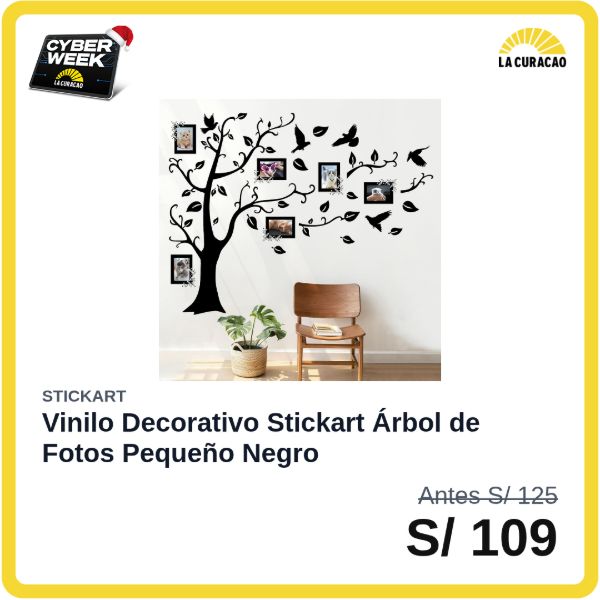 CYBER
WEEK
LA CURACAO
LA CURACAO
STICKART
Vinilo Decorativo Stickart Árbol de
Fotos Pequeño Negro
Antes S/ 125
S/ 109